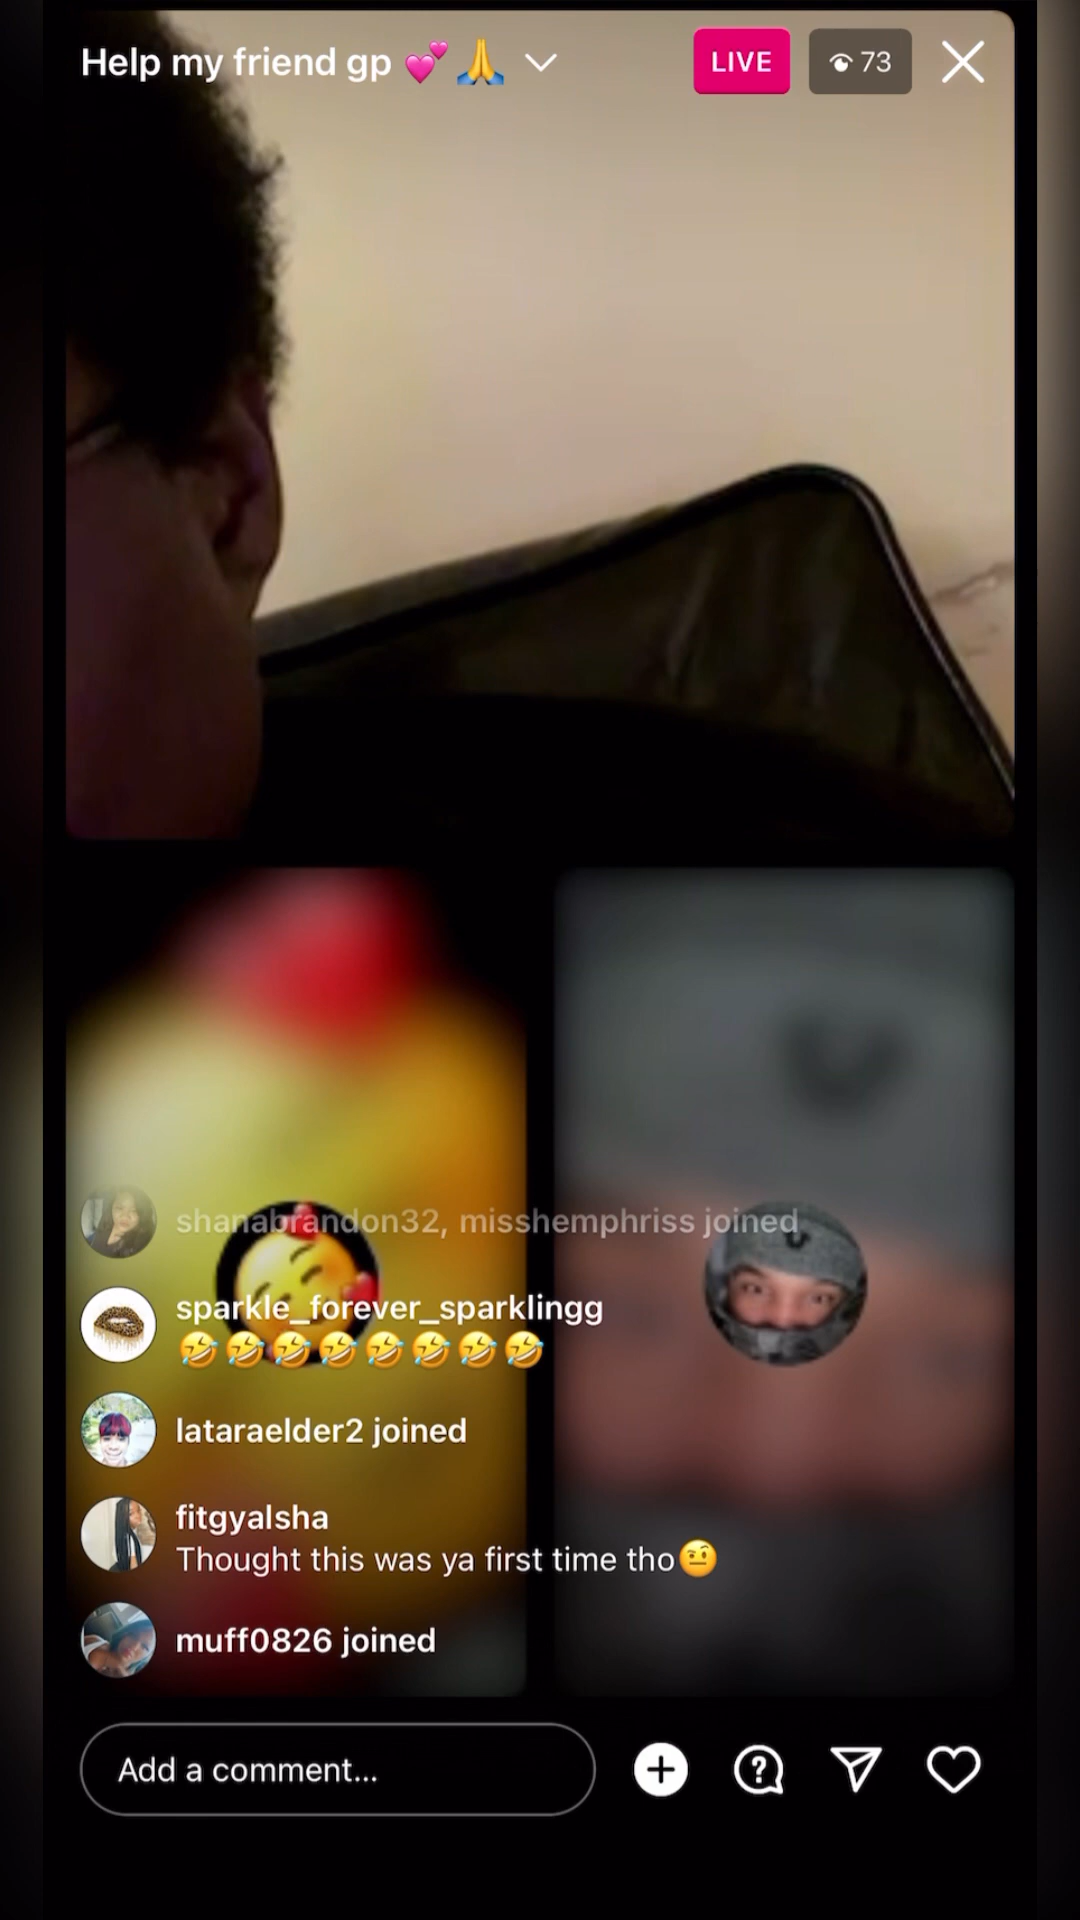 Help my friend gp 💕 🙏
LIVE
73
shanabrandon32, misshemphriss joined
sparkle_forever_sparklingg
🤣🤣🤣🤣🤣🤣🤣🤣
lataraelder2 joined
fitgyalsha
Thought this was ya first time tho🤨
muff0826 joined
Add a comment...